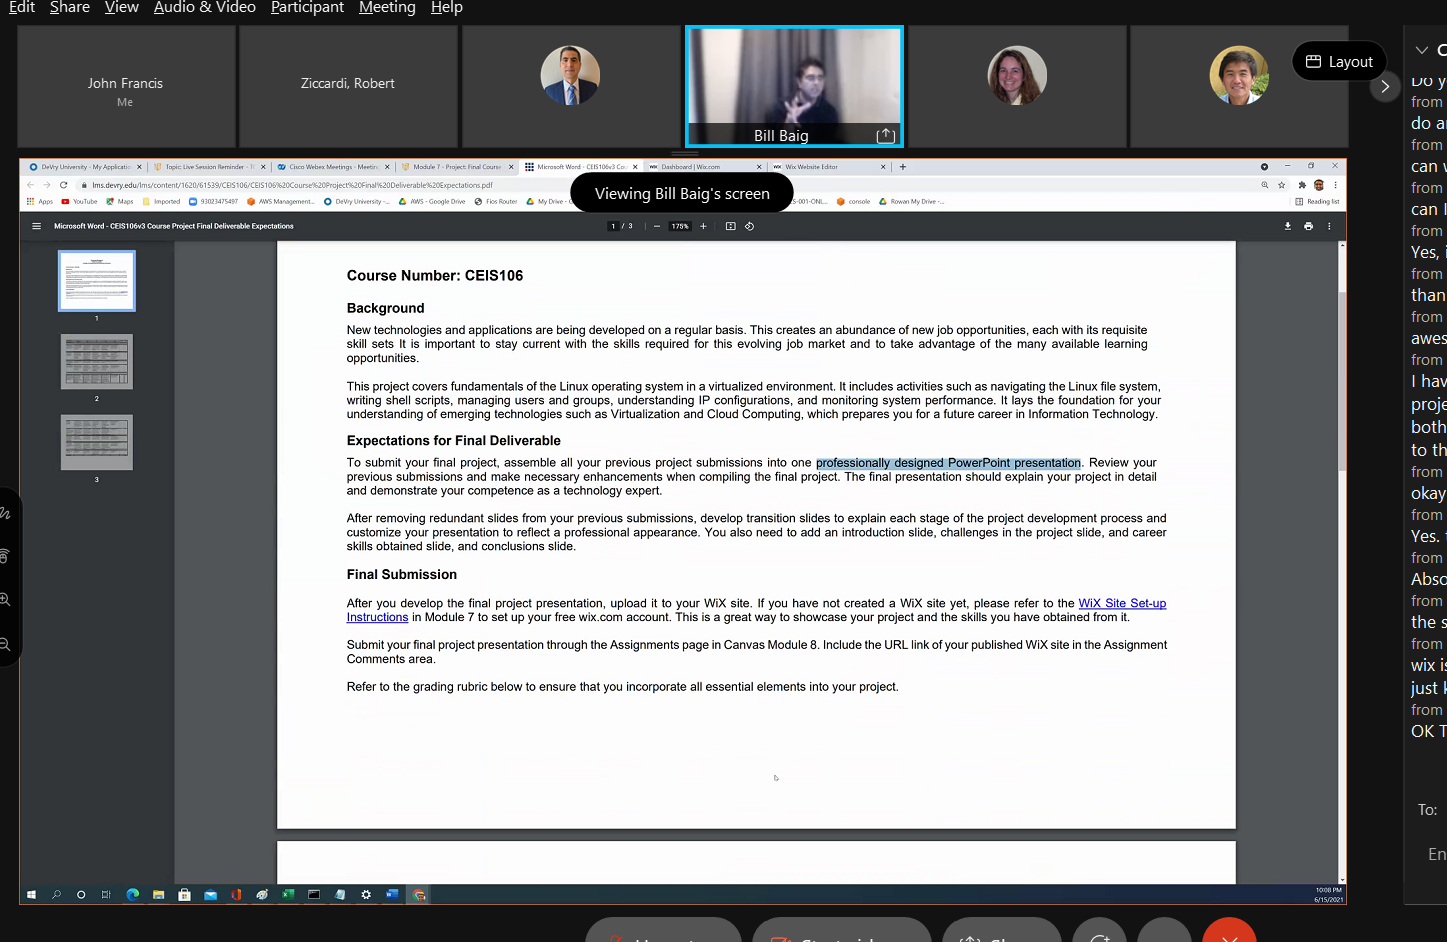 Edit Share View Audio & Video Participant Meeting Help
John Francis
Me
Ziccardi, Robert
Bill Baig
Layout
DeVry University - My Applicatio
Topic: Live Session Reminder - T
Cisco Webex Meetings - Meetin
Module 7 - Project: Final Course
Microsoft Word - CEIS106v3 Co
Dashboard | Wix.com
Wix Website Editor
lms.devry.edu/lms/content/1620/61539/CEIS106/CEIS106%20Course%20Project%20Final%20Deliverable%20Expectations.pdf
Viewing Bill Baig's screen
Apps YouTube Maps Imported 93023475497 AWS Management... DeVry University -... AWS - Google Drive Fios Router My Drive - G
S-001-ONL... console Rowan My Drive -... Reading list
Microsoft Word - CEIS106v3 Course Project Final Deliverable Expectations
1 / 3 175%
1
2
3
Course Number: CEIS106
Background
New technologies and applications are being developed on a regular basis. This creates an abundance of new job opportunities, each with its requisite
skill sets It is important to stay current with the skills required for this evolving job market and to take advantage of the many available learning
opportunities.
This project covers fundamentals of the Linux operating system in a virtualized environment. It includes activities such as navigating the Linux file system,
writing shell scripts, managing users and groups, understanding IP configurations, and monitoring system performance. It lays the foundation for your
understanding of emerging technologies such as Virtualization and Cloud Computing, which prepares you for a future career in Information Technology.
Expectations for Final Deliverable
To submit your final project, assemble all your previous project submissions into one professionally designed PowerPoint presentation. Review your
previous submissions and make necessary enhancements when compiling the final project. The final presentation should explain your project in detail
and demonstrate your competence as a technology expert.
After removing redundant slides from your previous submissions, develop transition slides to explain each stage of the project development process and
customize your presentation to reflect a professional appearance. You also need to add an introduction slide, challenges in the project slide, and career
skills obtained slide, and conclusions slide.
Final Submission
After you develop the final project presentation, upload it to your WiX site. If you have not created a WiX site yet, please refer to the WiX Site Set-up
Instructions in Module 7 to set up your free wix.com account. This is a great way to showcase your project and the skills you have obtained from it.
Submit your final project presentation through the Assignments page in Canvas Module 8. Include the URL link of your published WiX site in the Assignment
Comments area.
Refer to the grading rubric below to ensure that you incorporate all essential elements into your project.
10:08 PM
6/15/2021
Do y
from
do a
from
can
from
can I
from
Yes, i
from
than
from
awes
from
I hav
proje
both
to th
from
okay
from
Yes. t
from
Abso
from
the s
from
wix is
just k
from
OK T
To:
En